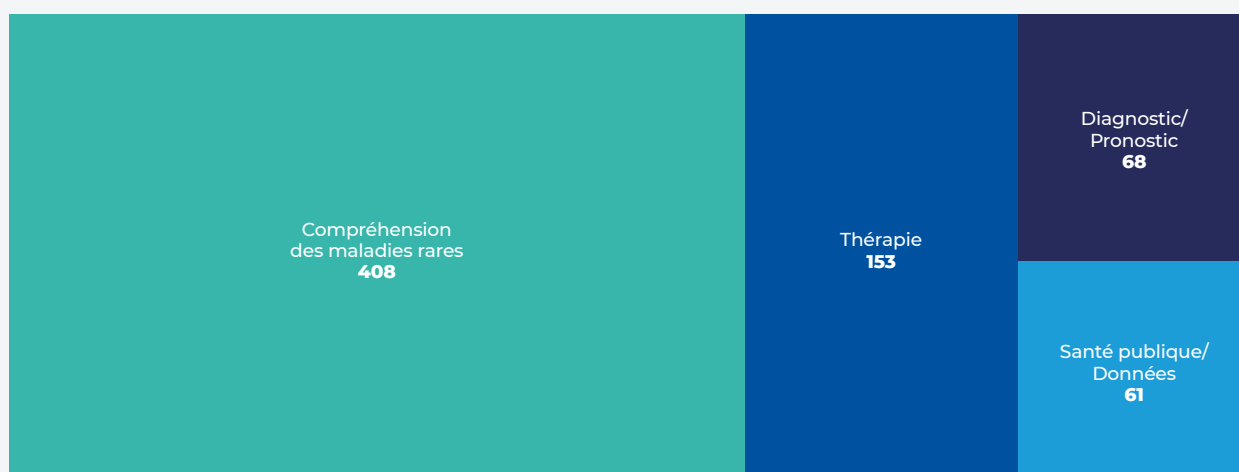 Compréhension
des maladies rares
408
Thérapie
153
Diagnostic/
Pronostic
68
Santé publique/
Données
61